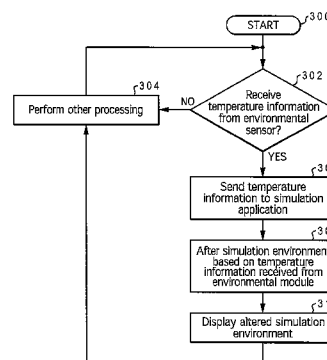 START
300
302
Receive
temperature information
from environmental
sensor?
304
Perform other processing
NO
YES
Send temperature
information to simulation
application
After simulation environment
based on temperature
information received from
environmental module
Display altered simulation
environment